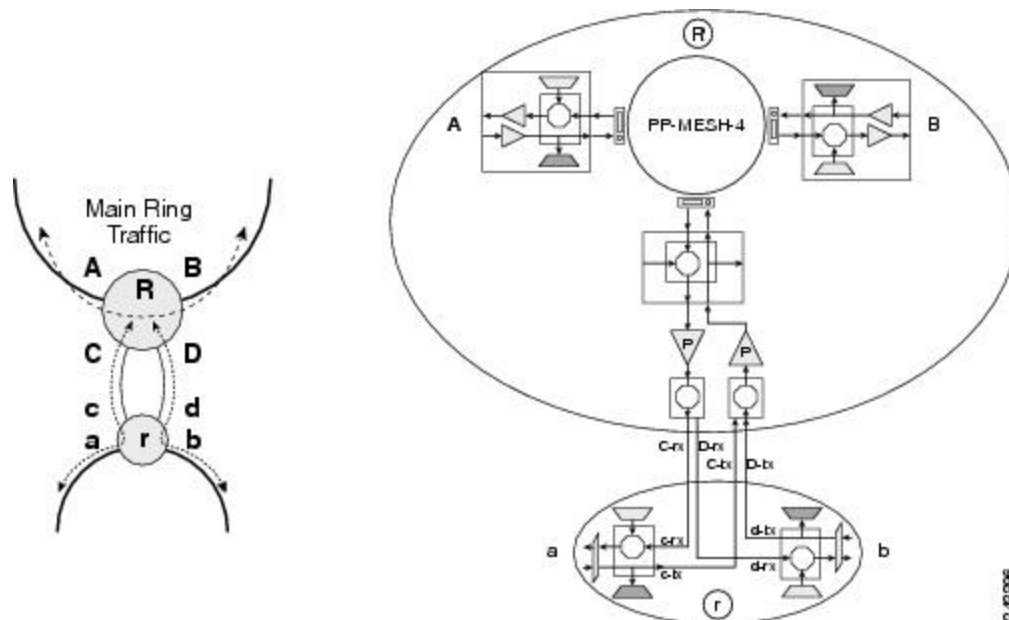 Main Ring
Traffic
A
B
R
C
D
c
d
a
r
b
R
A
PP-MESH-4
B
P
P
C-rx
D-rx
C-tx
D-tx
a
c-rx
c-tx
d-tx
d-rx
b
r